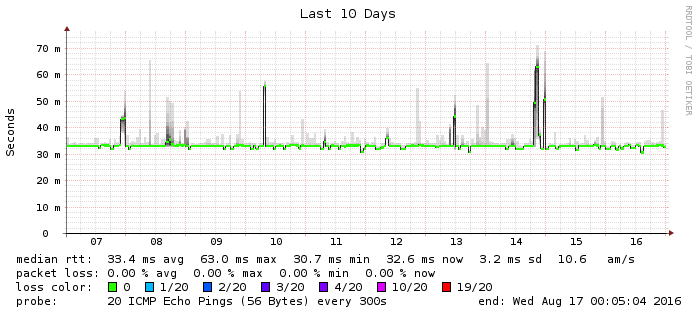 Last 10 Days
RRDTOOL / TOBI OETIKER
Seconds
70 m
60 m
50 m
40 m
30 m
20 m
10 m
0
07 08 09 10 11 12 13 14 15 16
median rtt: 33.4 ms avg 63.0 ms max 30.7 ms min 32.6 ms now 3.2 ms sd 10.6 am/s
packet loss: 0.00 % avg 0.00 % max 0.00 % min 0.00 % now
loss color: 0 1/20 2/20 3/20 4/20 10/20 19/20
probe: 20 ICMP Echo Pings (56 Bytes) every 300s end: Wed Aug 17 00:05:04 2016